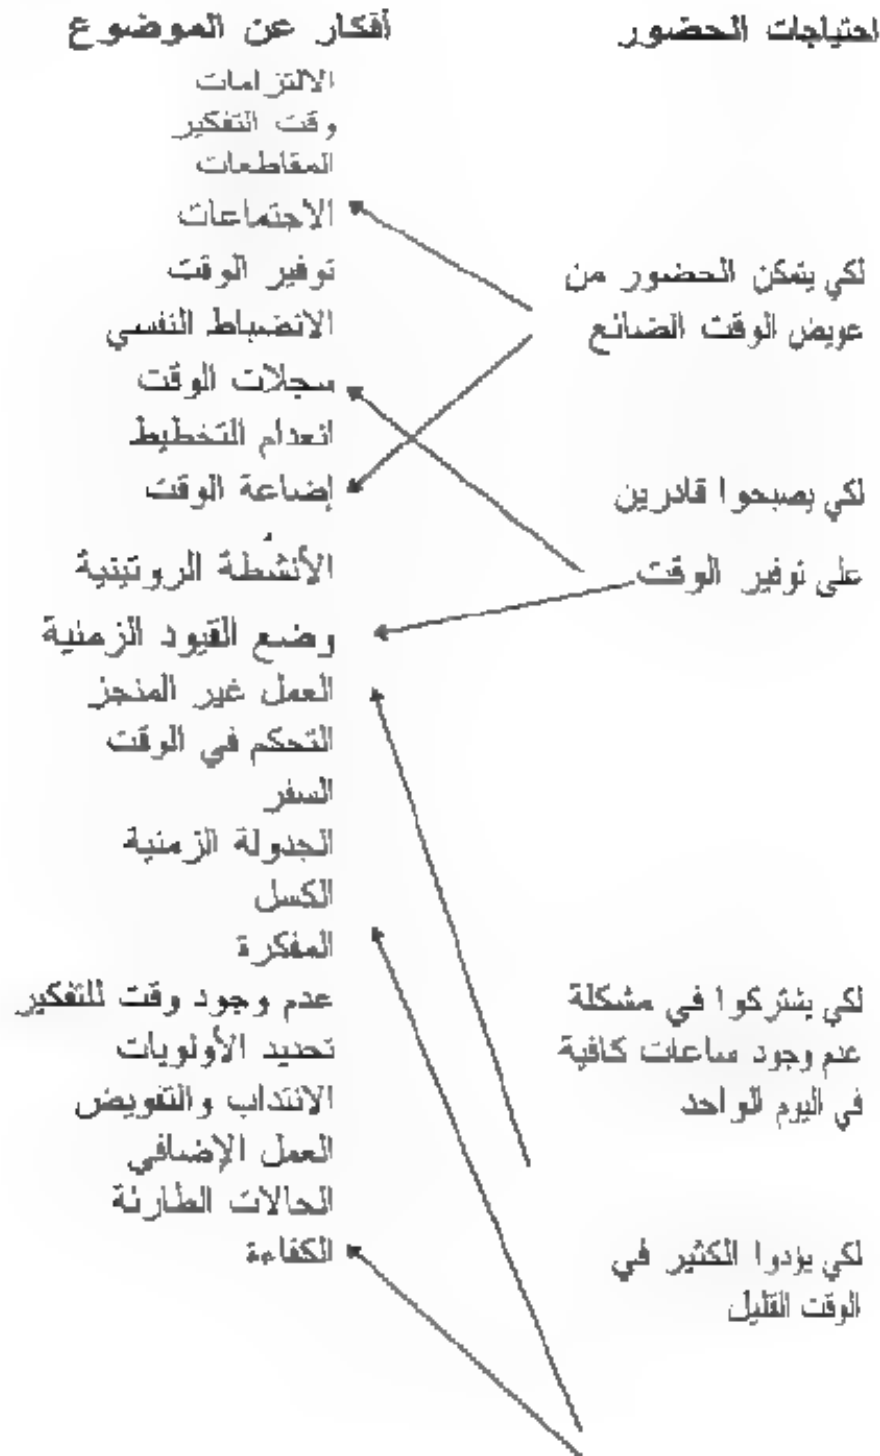 احتياجات الحضور
لكي يتمكن الحضور من
عويض الوقت الضائع
لكي يصبحوا قادرين
على توفير الوقت
لكي يشتركوا في مشكلة
عدم وجود ساعات كافية
في اليوم الواحد
لكي يؤدوا الكثير في
الوقت القليل
أفكار عن الموضوع
الالتزامات
وقت التفكير
المقاطعات
الاجتماعات
توفير الوقت
الانضباط النفسي
سجلات الوقت
انعدام التخطيط
إضاعة الوقت
الأنشطة الروتينية
وضع القيود الزمنية
العمل غير المنجز
التحكم في الوقت
السفر
الجدولة الزمنية
الكسل
المفكرة
عدم وجود وقت للتفكير
تحديد الأولويات
الانتداب والتفويض
العمل الإضافي
الحالات الطارئة
الكفاءة